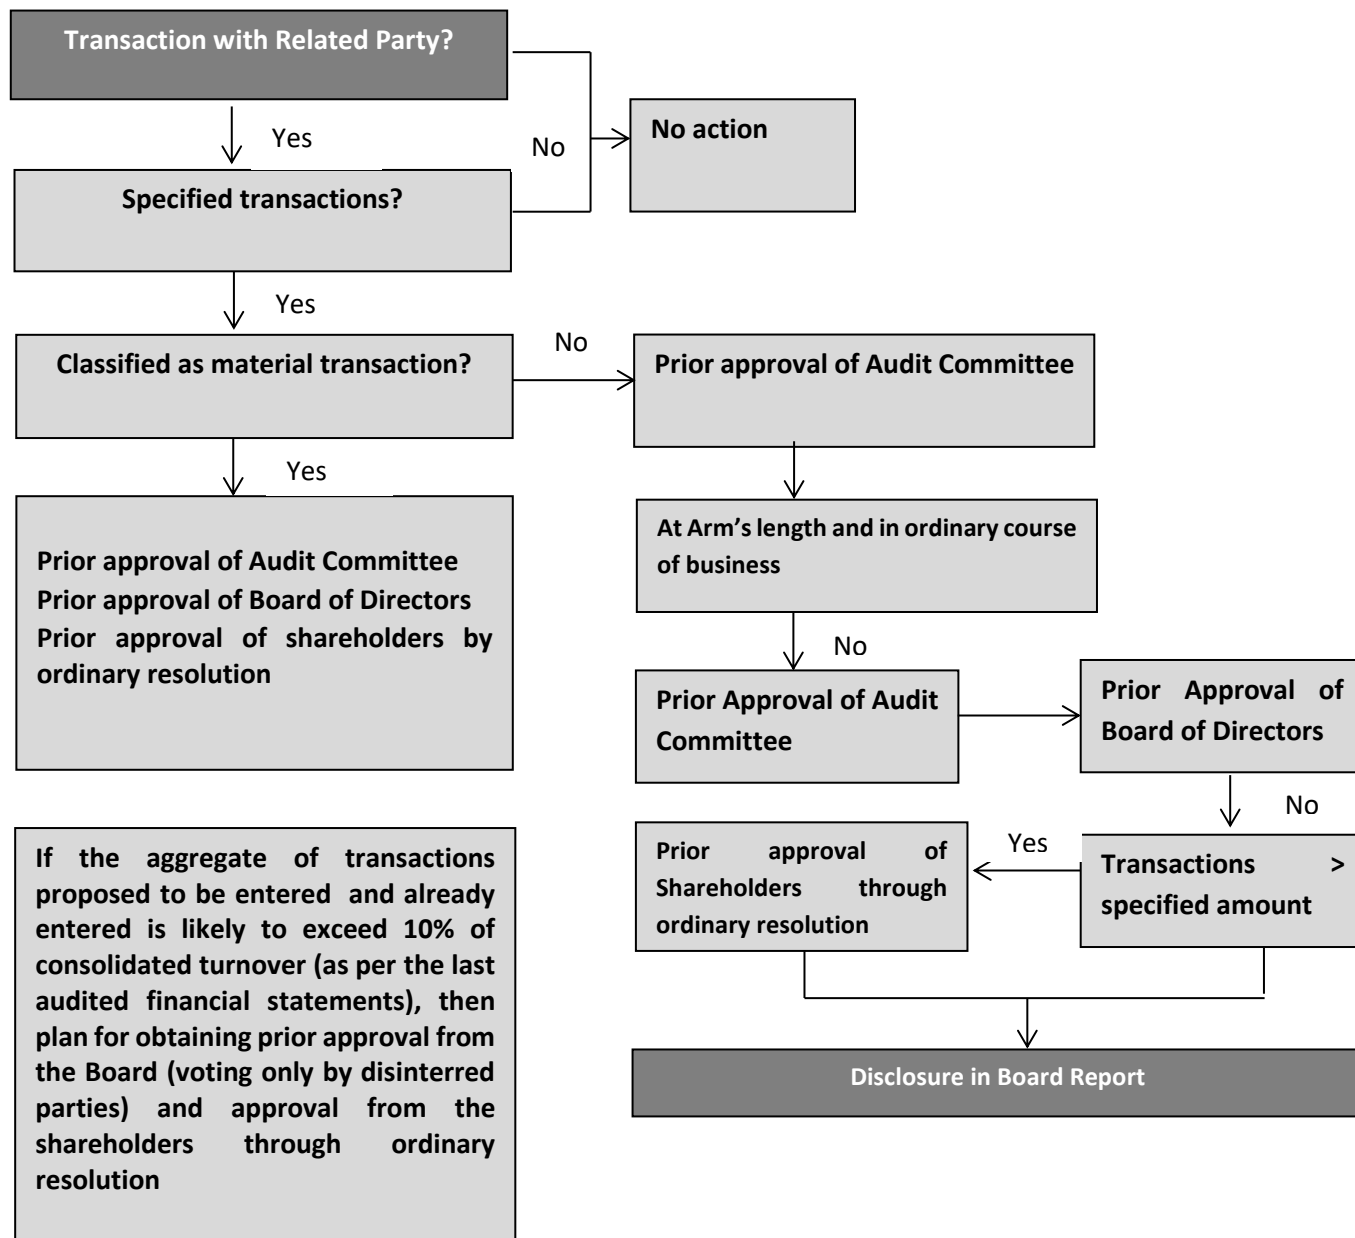 Transaction with Related Party?
Yes
No
No action
Specified transactions?
Yes
Classified as material transaction?
No
Prior approval of Audit Committee
Yes
At Arm's length and in ordinary course
of business
Prior approval of Audit Committee
Prior approval of Board of Directors
Prior approval of shareholders by
ordinary resolution
No
Prior Approval of Audit
Committee
Prior Approval of
Board of Directors
No
Transactions >
specified amount
Yes
Prior approval of
Shareholders through
ordinary resolution
Disclosure in Board Report
If the aggregate of transactions
proposed to be entered and already
entered is likely to exceed 10% of
consolidated turnover (as per the last
audited financial statements), then
plan for obtaining prior approval from
the Board (voting only by disinterred
parties) and approval from the
shareholders through ordinary
resolution